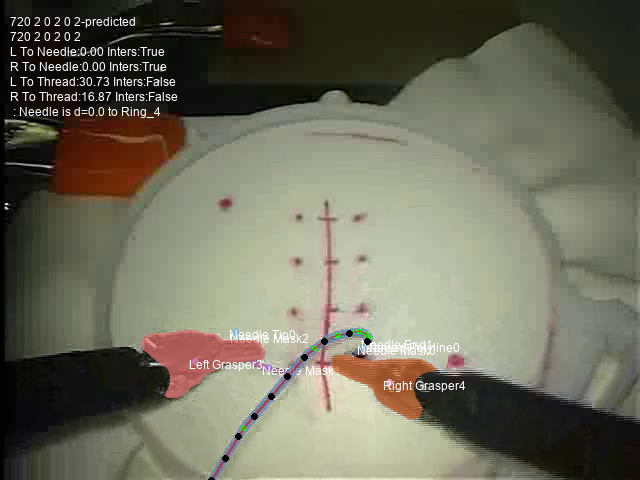 720 2 0 2 0 2-predicted
720 2 0 2 0 2
L To Needle:0.00 Inters:True
R To Needle:0.00 Inters:True
L To Thread:30.73 Inters:False
R To Thread:16.87 Inters:False
: Needle is d=0.0 to Ring_4
Needle Tip0
Needle Mask2
Left Grasper3
Needle Mask
Right Grasper4